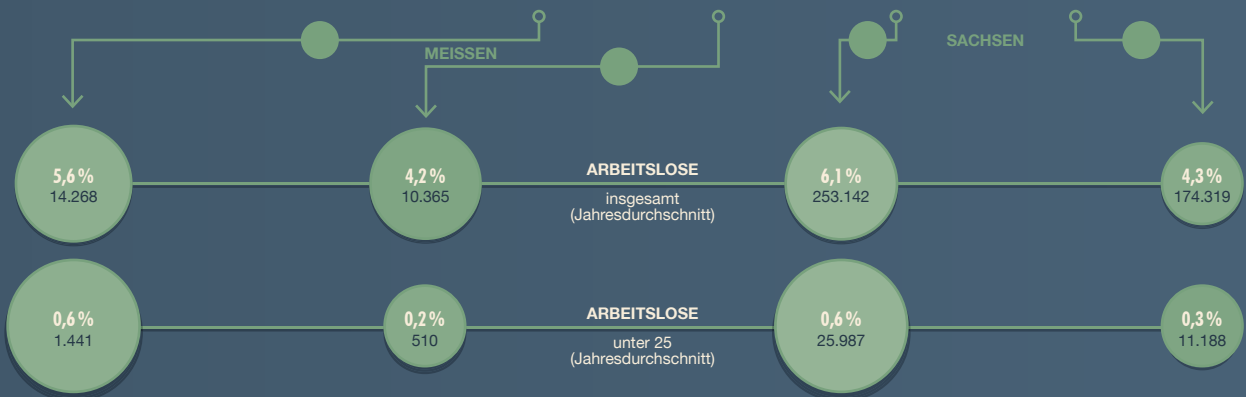 MEISSEN
SACHSEN
5,6 %
14.268
4,2 %
10.365
ARBEITSLOSE
insgesamt
(Jahresdurchschnitt)
6,1 %
253.142
4,3 %
174.319
0,6 %
1.441
0,2 %
510
ARBEITSLOSE
unter 25
(Jahresdurchschnitt)
0,6 %
25.987
0,3 %
11.188